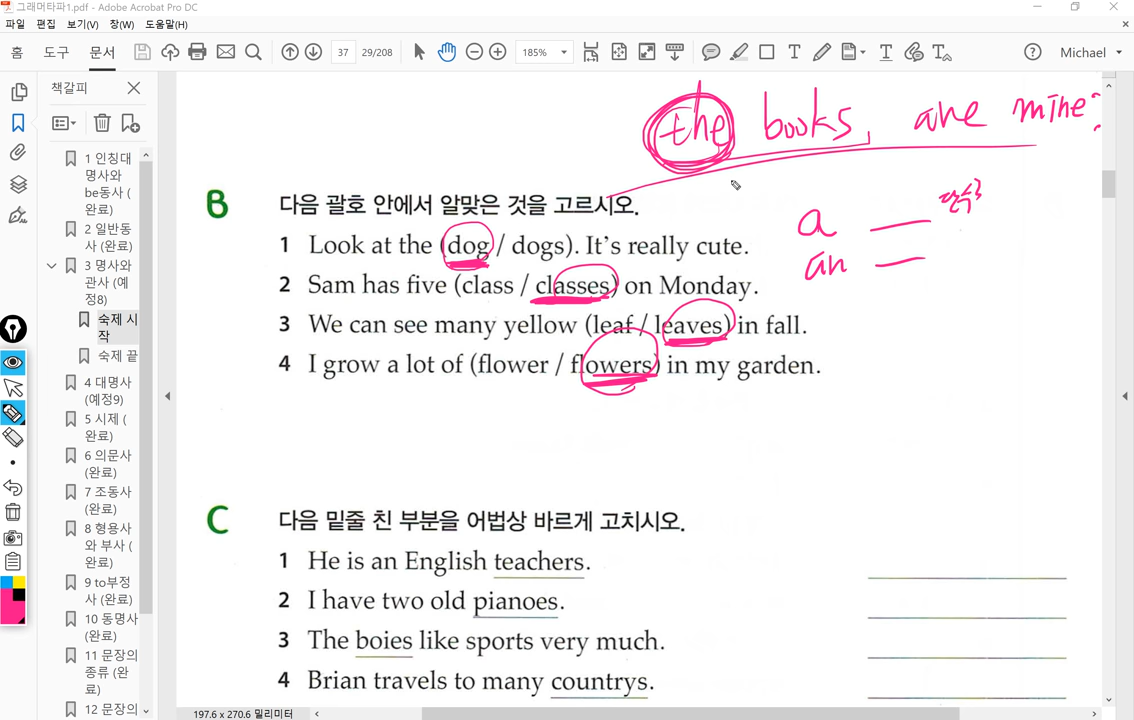 그래머타파1.pdf - Adobe Acrobat Pro DC
파일 편집 보기(V) 창(W) 도움말(H)
홈 도구 문서 37 29/208 185% Michael
책갈피
1 인칭대
명사와
be동사 (
완료)
2 일반동
사 (완료)
3 명사와
관사 (예
정8)
숙제 시
작
숙제 끝
4 대명사
(예정9)
5 시제 (
완료)
6 의문사
(완료)
7 조동사
(완료)
8 형용사
와 부사 (
완료)
9 to부정
사 (완료)
10 동명사
(완료)
11 문장의
종류 (완
료)
12 문장의
the books, are mine?
B 다음 괄호 안에서 알맞은 것을 고르시오.
a 단수
an
1 Look at the (dog / dogs). It's really cute.
2 Sam has five (class / classes) on Monday.
3 We can see many yellow (leaf / leaves) in fall.
4 I grow a lot of (flower / flowers) in my garden.
C 다음 밑줄 친 부분을 어법상 바르게 고치시오.
1 He is an English teachers.
2 I have two old pianoes.
3 The boies like sports very much.
4 Brian travels to many countrys.
197.6 x 270.6 밀리미터